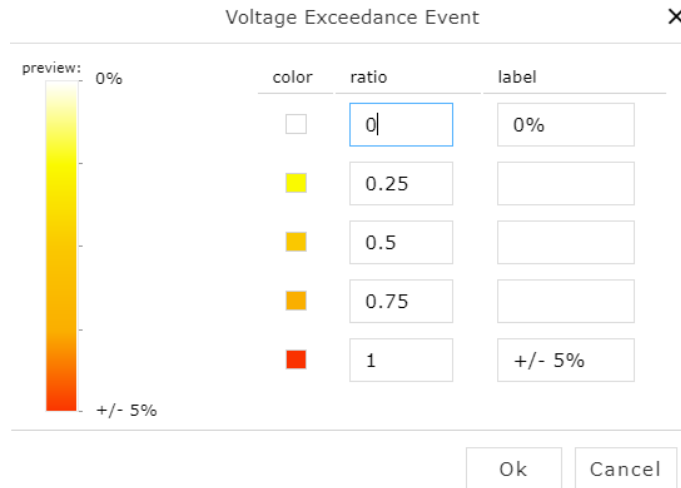 Voltage Exceedance Event ×
preview:
0%
+/- 5%
color ratio label
0 0%
0.25
0.5
0.75
1 +/- 5%
Ok Cancel